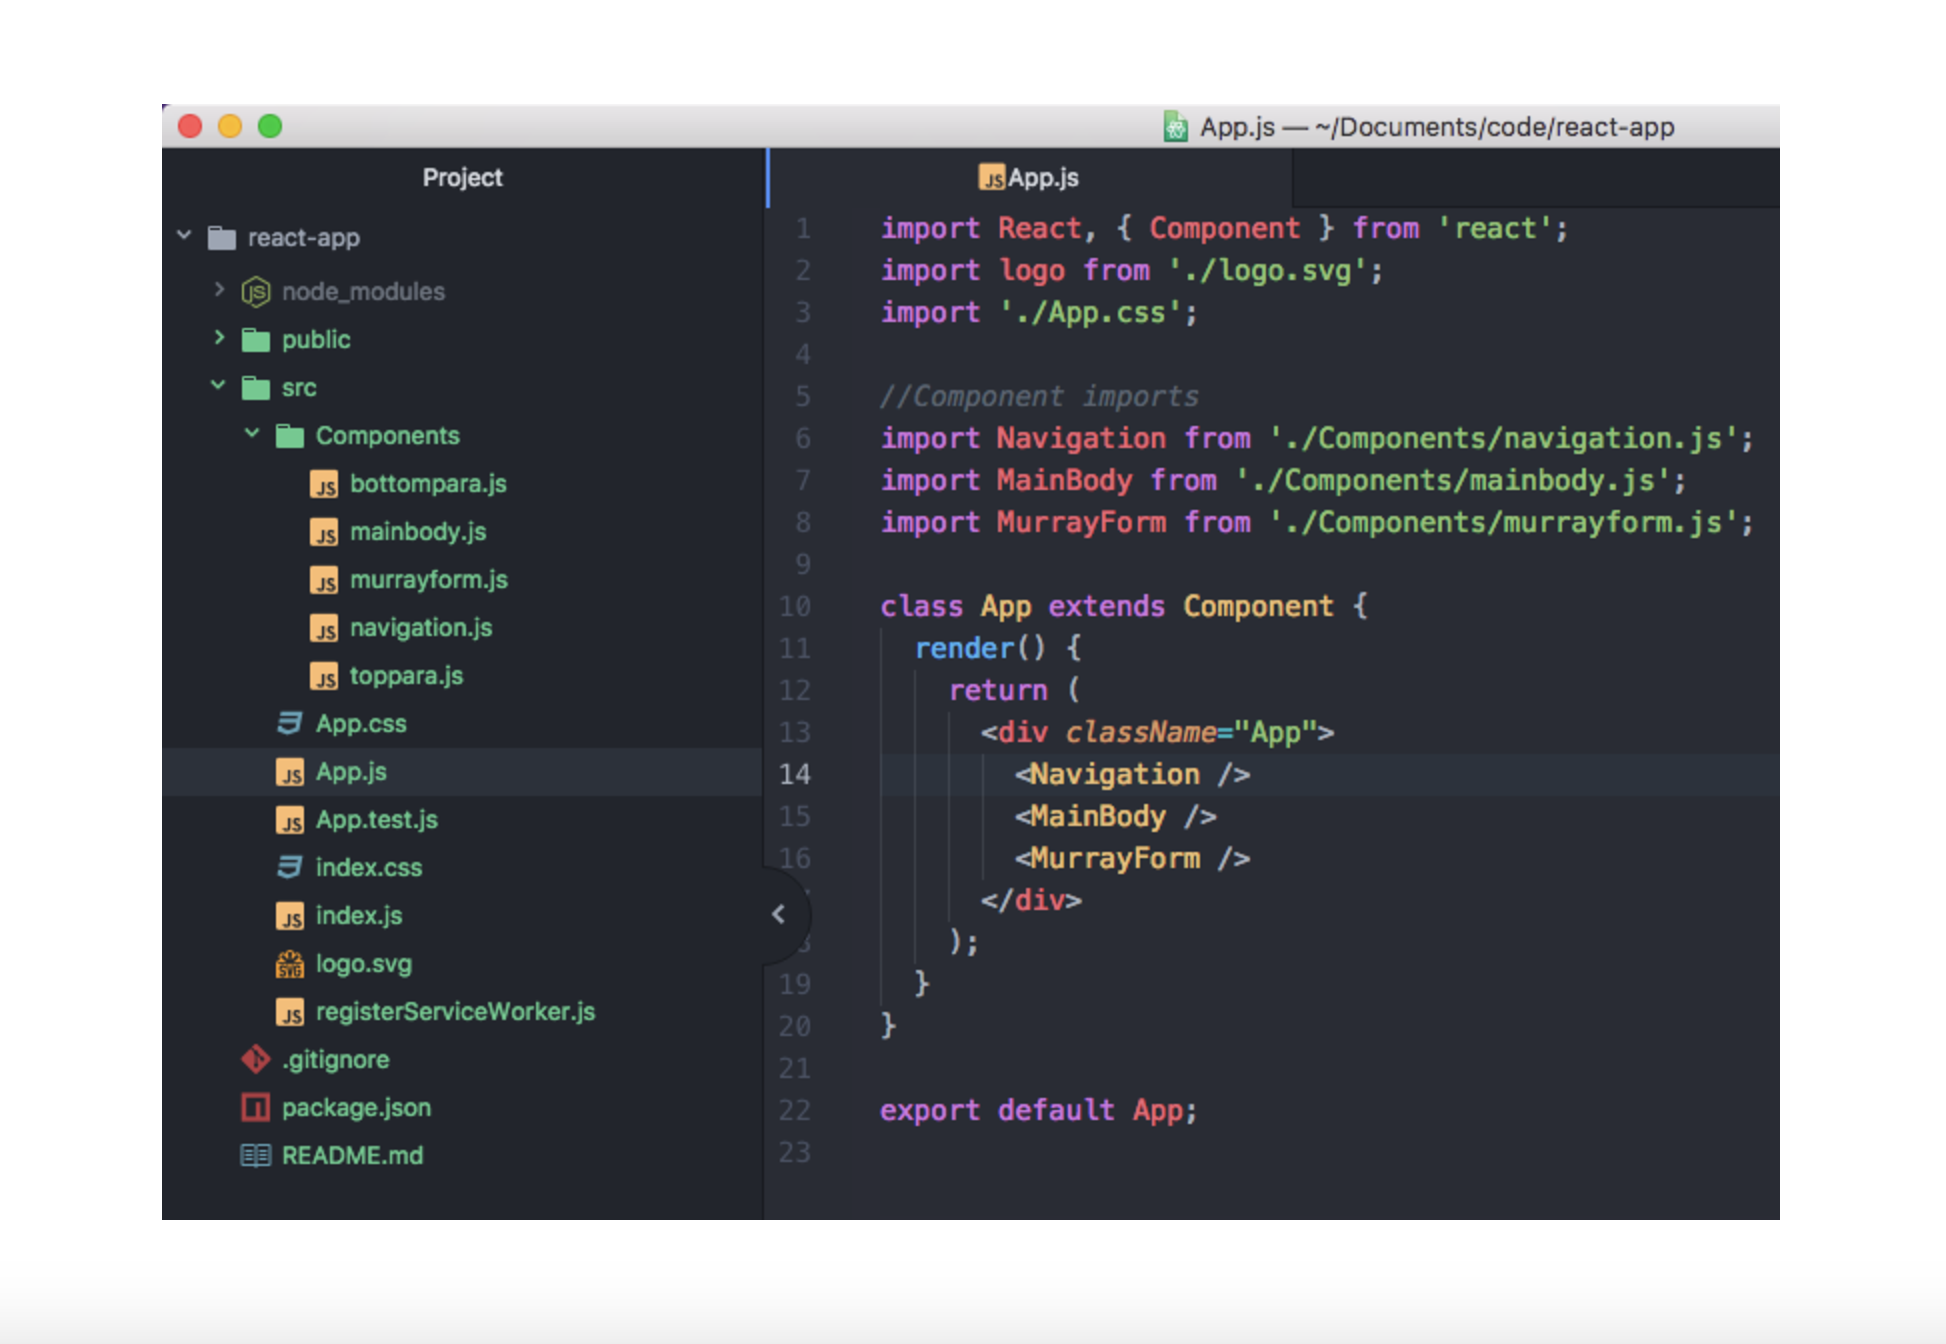 App.js — ~/Documents/code/react-app
Project
react-app
node_modules
public
src
Components
bottompara.js
mainbody.js
murrayform.js
navigation.js
toppara.js
App.css
App.js
App.test.js
index.css
index.js
logo.svg
registerServiceWorker.js
.gitignore
package.json
README.md
App.js
1 import React, { Component } from 'react';
2 import logo from './logo.svg';
3 import './App.css';
4
5 //Component imports
6 import Navigation from './Components/navigation.js';
7 import MainBody from './Components/mainbody.js';
8 import MurrayForm from './Components/murrayform.js';
9
10 class App extends Component {
11 render() {
12 return (
13 <div className="App">
14 <Navigation />
15 <MainBody />
16 <MurrayForm />
</div>
);
19 }
20 }
21
22 export default App;
23